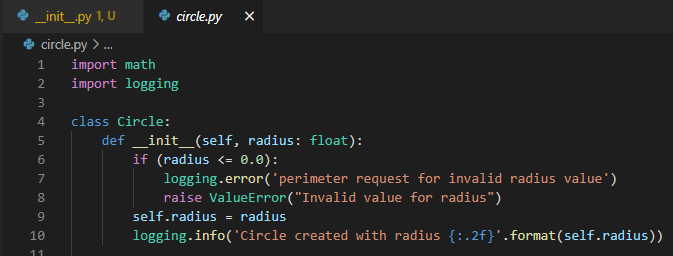 __init__.py 1, U circle.py ×
circle.py > ...
1 import math
2 import logging
3
4 class Circle:
5     def __init__(self, radius: float):
6         if (radius <= 0.0):
7             logging.error('perimeter request for invalid radius value')
8             raise ValueError("Invalid value for radius")
9         self.radius = radius
10         logging.info('Circle created with radius {:.2f}'.format(self.radius))
11